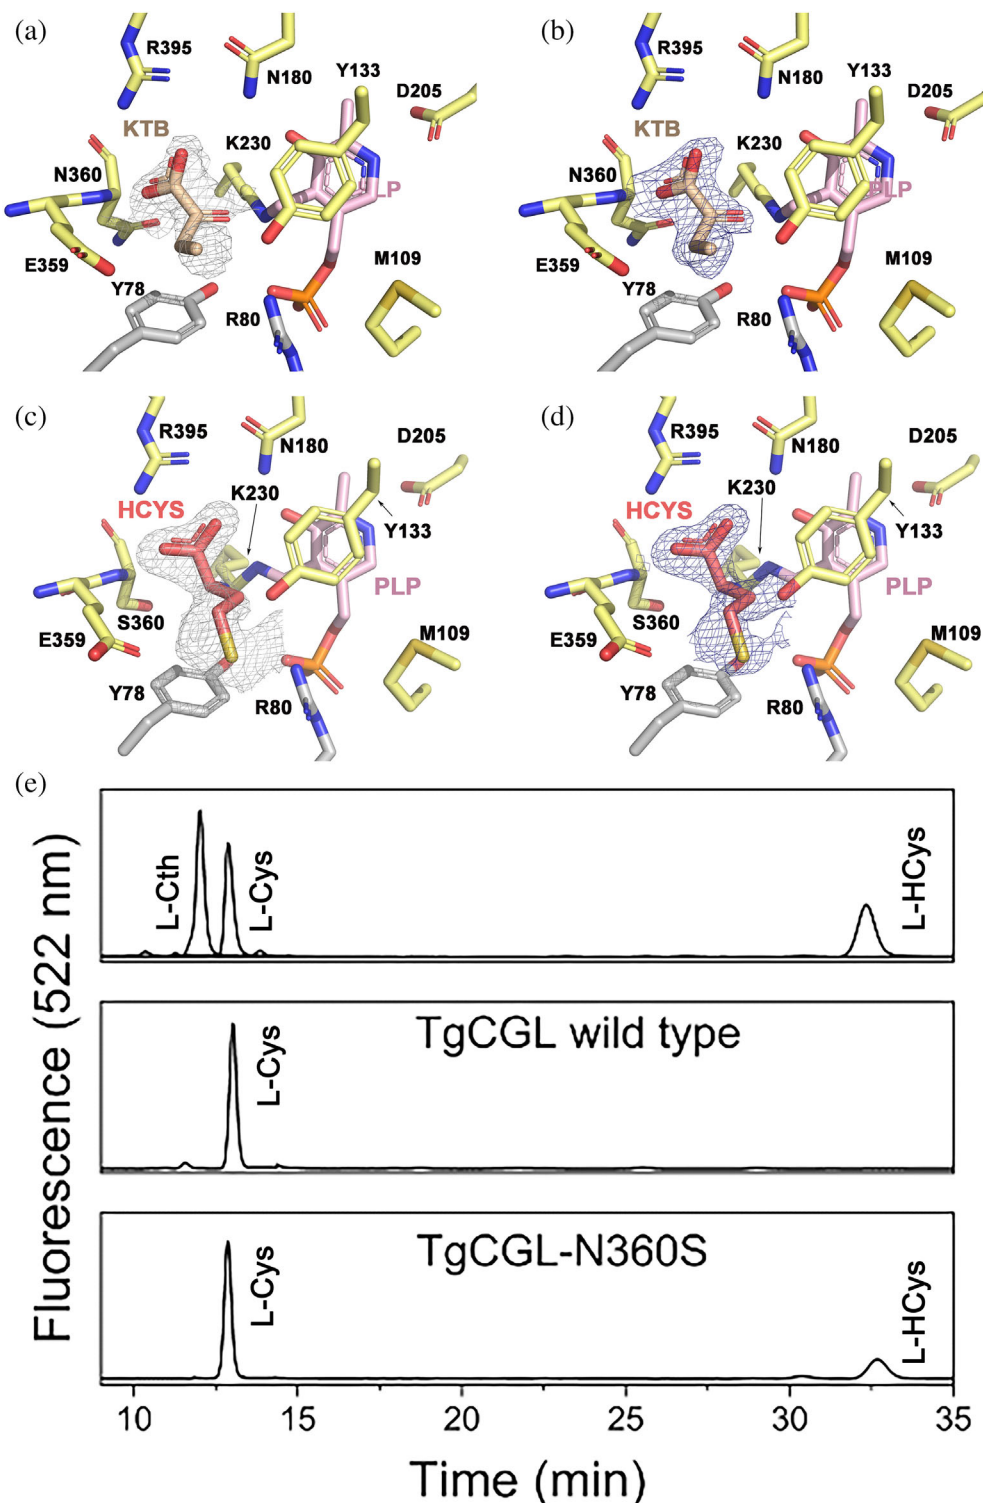 (a)
R395
N180
Y133
D205
KTB
K230
N360
PLP
E359
Y78
R80
M109
(b)
R395
N180
Y133
D205
KTB
K230
N360
PLP
E359
Y78
R80
M109
(c)
R395
N180
D205
HCYS
K230
Y133
S360
PLP
E359
M109
Y78
R80
(d)
R395
N180
D205
HCYS
K230
Y133
S360
PLP
E359
M109
Y78
R80
(e)
Fluorescence (522 nm)
L-Cth
L-Cys
L-HCys
TgCGL wild type
L-Cys
TgCGL-N360S
L-Cys
L-HCys
10 15 20 25 30 35
Time (min)